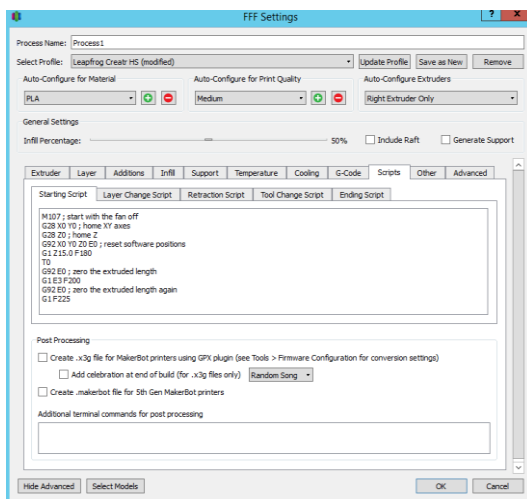 FFF Settings
? x
Process Name: Process1
Select Profile: Leapfrog Creatr HS (modified) Update Profile Save as New Remove
Auto-Configure for Material Auto-Configure for Print Quality Auto-Configure Extruders
PLA Medium Right Extruder Only
General Settings
Infill Percentage: 50% Include Raft Generate Support
Extruder Layer Additions Infill Support Temperature Cooling G-Code Scripts Other Advanced
Starting Script Layer Change Script Retraction Script Tool Change Script Ending Script
M107 ; start with the fan off
G28 X0 Y0 ; home XY axes
G28 Z0 ; home Z
G92 X0 Y0 Z0 E0 ; reset software positions
G1 Z15.0 F180
T0
G92 E0 ; zero the extruded length
G1 E3 F200
G92 E0 ; zero the extruded length again
G1 F225
Post Processing
Create .x3g file for MakerBot printers using GPX plugin (see Tools > Firmware Configuration for conversion settings)
Add celebration at end of build (for .x3g files only) Random Song
Create .makerbot file for 5th Gen MakerBot printers
Additional terminal commands for post processing
Hide Advanced Select Models OK Cancel